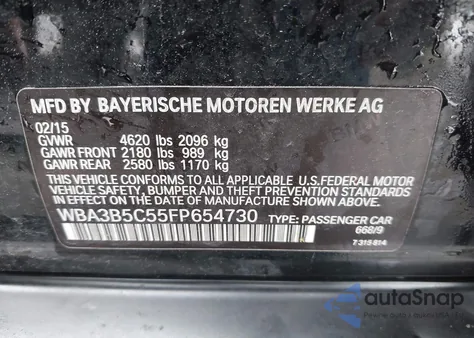 MFD BY BAYERISCHE MOTOREN WERKE AG
02/15
GVWR 4620 lbs 2096 kg
GAWR FRONT 2180 lbs 989 kg
GAWR REAR 2580 lbs 1170 kg
THIS VEHICLE CONFORMS TO ALL APPLICABLE U.S.FEDERAL MOTOR
VEHICLE SAFETY, BUMPER AND THEFT PREVENTION STANDARDS
IN EFFECT ON THE DATE OF MANUFACTURE SHOWN ABOVE.
WBA3B5C55FP654730 TYPE: PASSENGER CAR
668/9
7 315 814
autoSnap